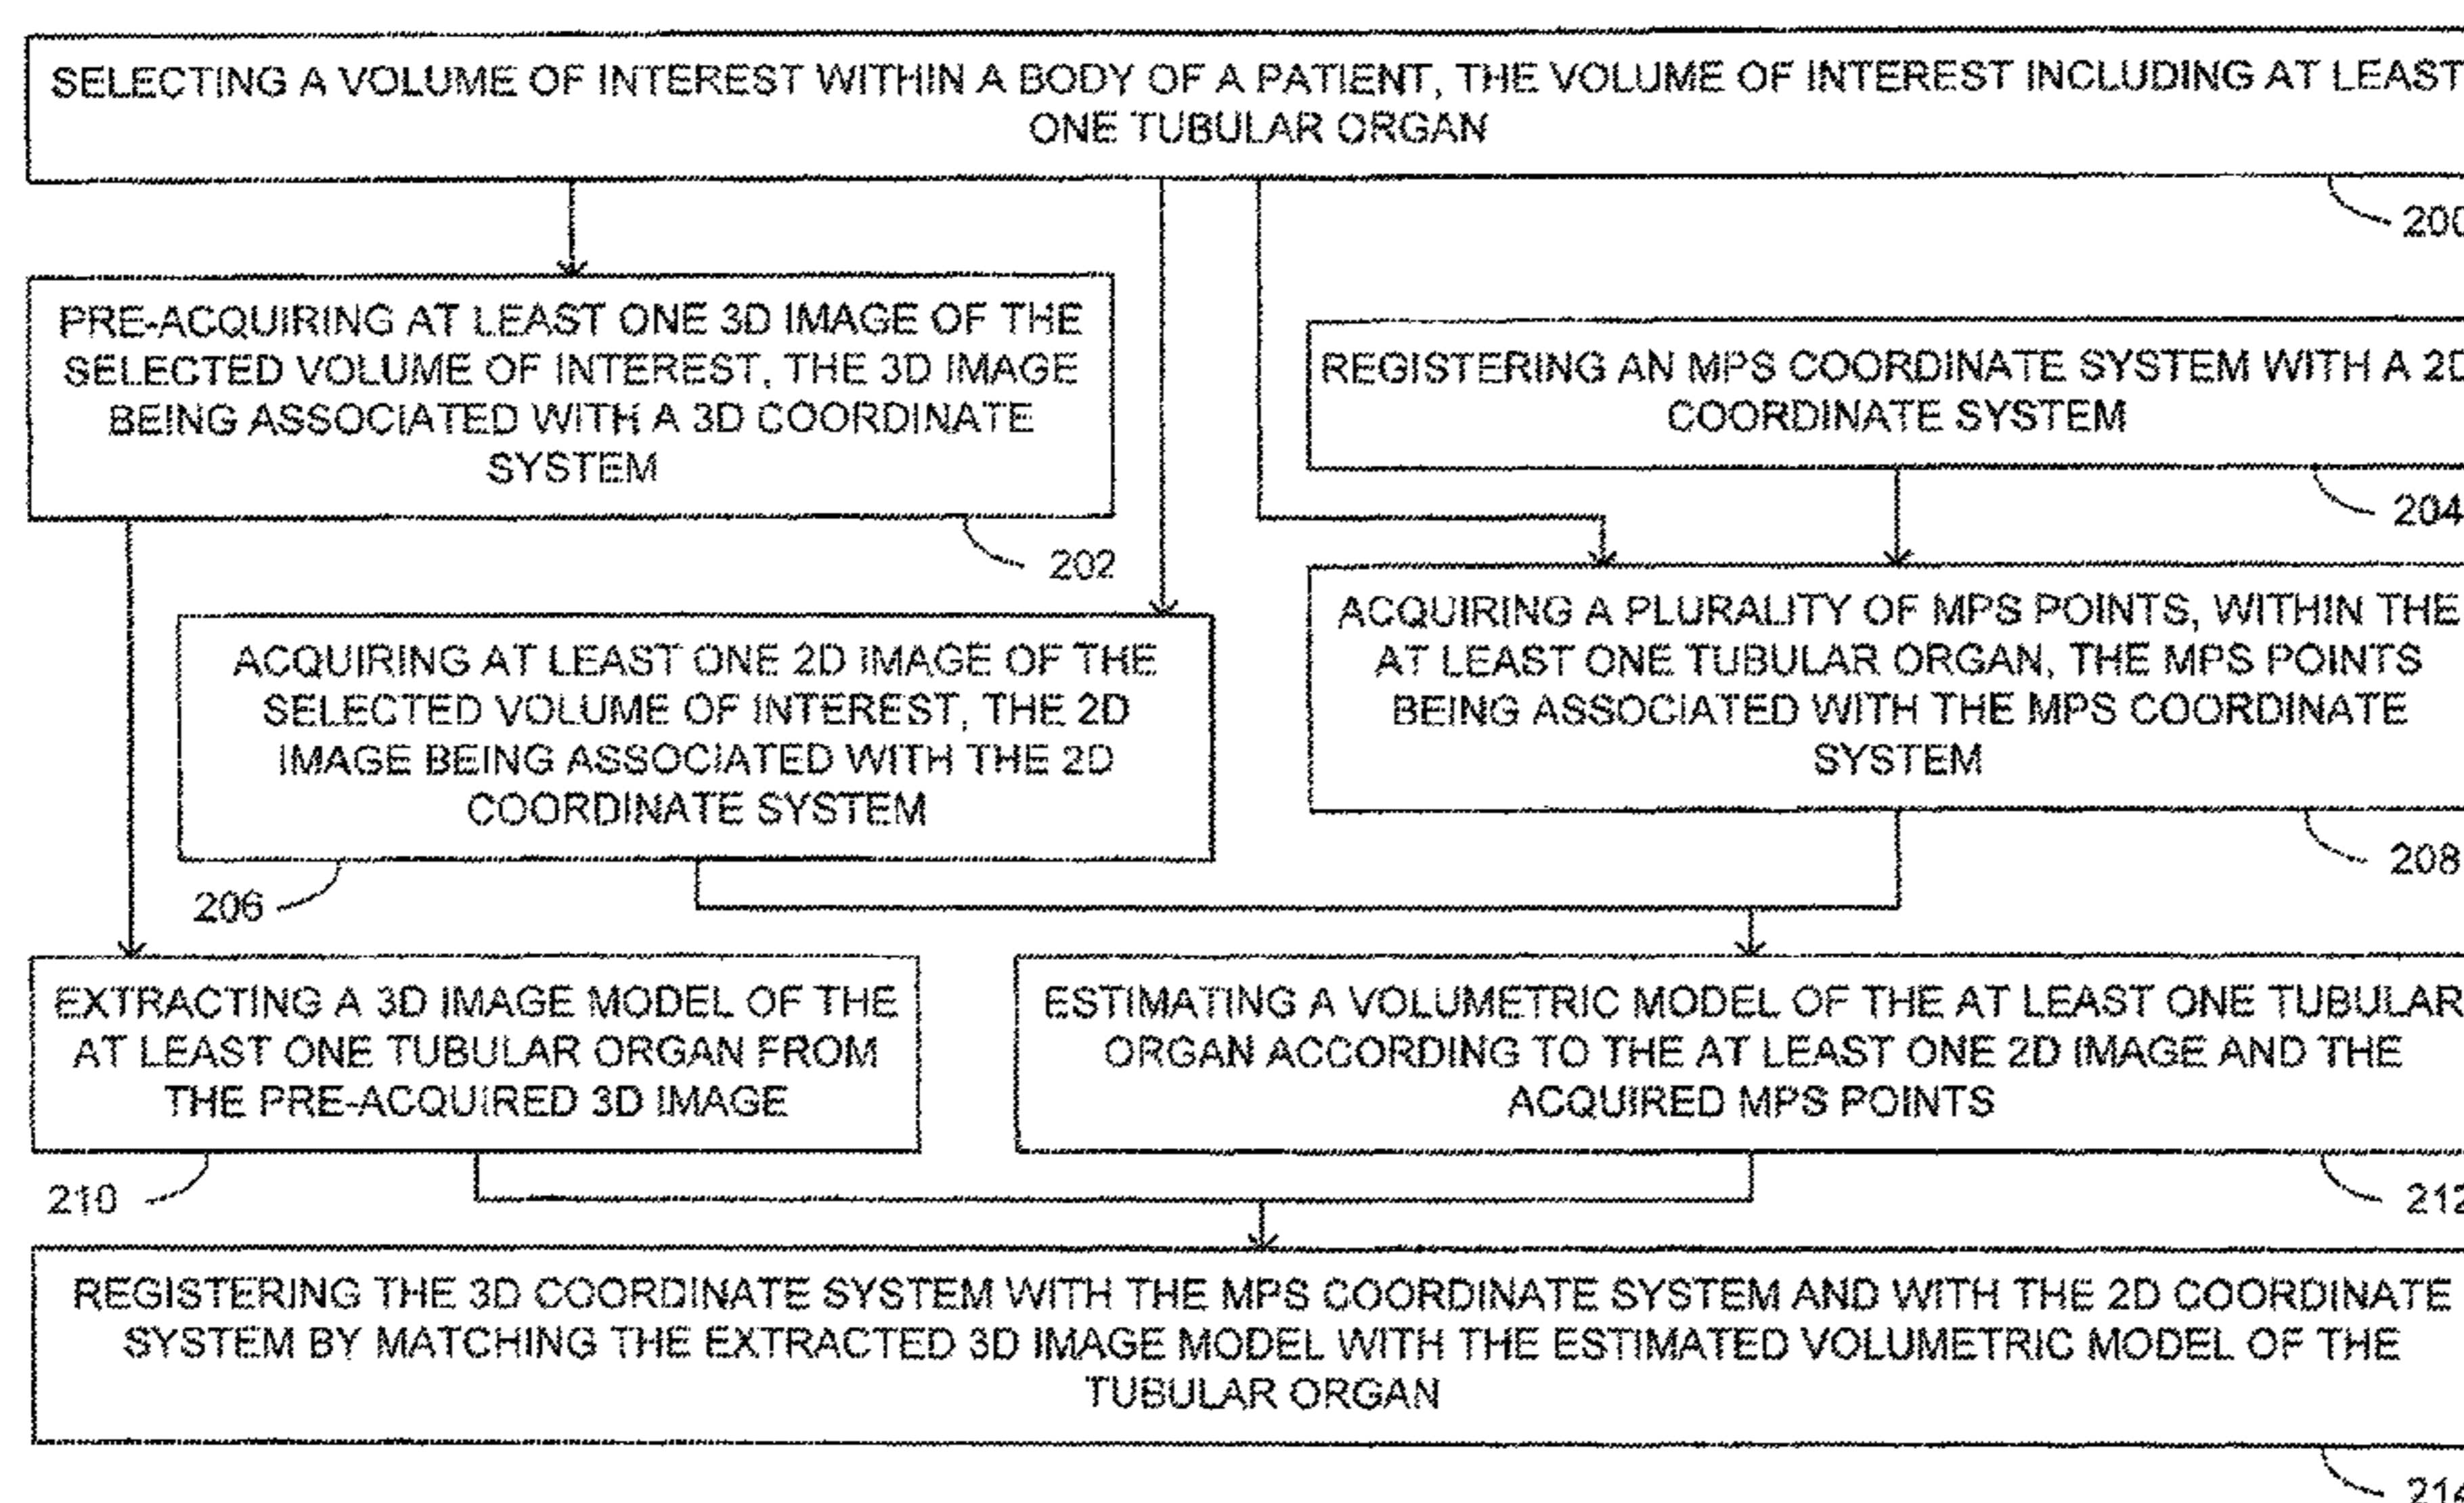 SELECTING A VOLUME OF INTEREST WITHIN A BODY OF A PATIENT, THE VOLUME OF INTEREST INCLUDING AT LEAST
ONE TUBULAR ORGAN
200
PRE-ACQUIRING AT LEAST ONE 3D IMAGE OF THE
SELECTED VOLUME OF INTEREST, THE 3D IMAGE
BEING ASSOCIATED WITH A 3D COORDINATE
SYSTEM
202
REGISTERING AN MPS COORDINATE SYSTEM WITH A 2D
COORDINATE SYSTEM
204
ACQUIRING AT LEAST ONE 2D IMAGE OF THE
SELECTED VOLUME OF INTEREST, THE 2D
IMAGE BEING ASSOCIATED WITH THE 2D
COORDINATE SYSTEM
206
ACQUIRING A PLURALITY OF MPS POINTS, WITHIN THE
AT LEAST ONE TUBULAR ORGAN, THE MPS POINTS
BEING ASSOCIATED WITH THE MPS COORDINATE
SYSTEM
208
EXTRACTING A 3D IMAGE MODEL OF THE
AT LEAST ONE TUBULAR ORGAN FROM
THE PRE-ACQUIRED 3D IMAGE
210
ESTIMATING A VOLUMETRIC MODEL OF THE AT LEAST ONE TUBULAR
ORGAN ACCORDING TO THE AT LEAST ONE 2D IMAGE AND THE
ACQUIRED MPS POINTS
212
REGISTERING THE 3D COORDINATE SYSTEM WITH THE MPS COORDINATE SYSTEM AND WITH THE 2D COORDINATE
SYSTEM BY MATCHING THE EXTRACTED 3D IMAGE MODEL WITH THE ESTIMATED VOLUMETRIC MODEL OF THE
TUBULAR ORGAN